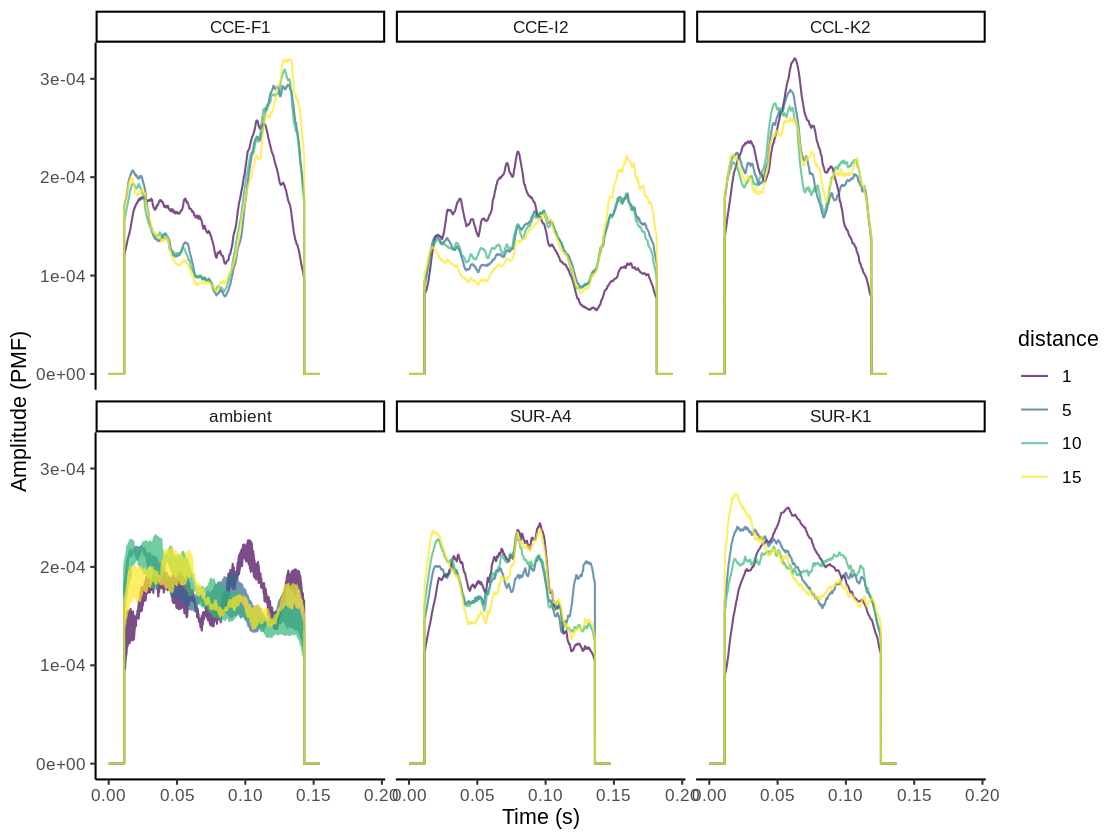 CCE-F1 CCE-I2 CCL-K2
3e-04
2e-04
1e-04
0e+00
Amplitude (PMF)
distance
1
5
10
15
ambient SUR-A4 SUR-K1
3e-04
2e-04
1e-04
0e+00
0.00 0.05 0.10 0.15 0.20 0.00 0.05 0.10 0.15 0.20 0.00 0.05 0.10 0.15 0.20
Time (s)